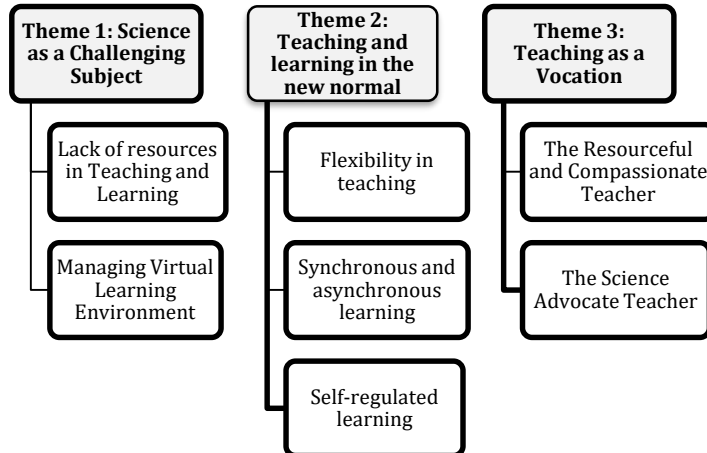 Theme 1: Science
as a Challenging
Subject
Lack of resources
in Teaching and
Learning
Managing Virtual
Learning
Environment
Theme 2:
Teaching and
learning in the
new normal
Flexibility in
teaching
Synchronous and
asynchronous
learning
Self-regulated
learning
Theme 3:
Teaching as a
Vocation
The Resourceful
and Compassionate
Teacher
The Science
Advocate Teacher